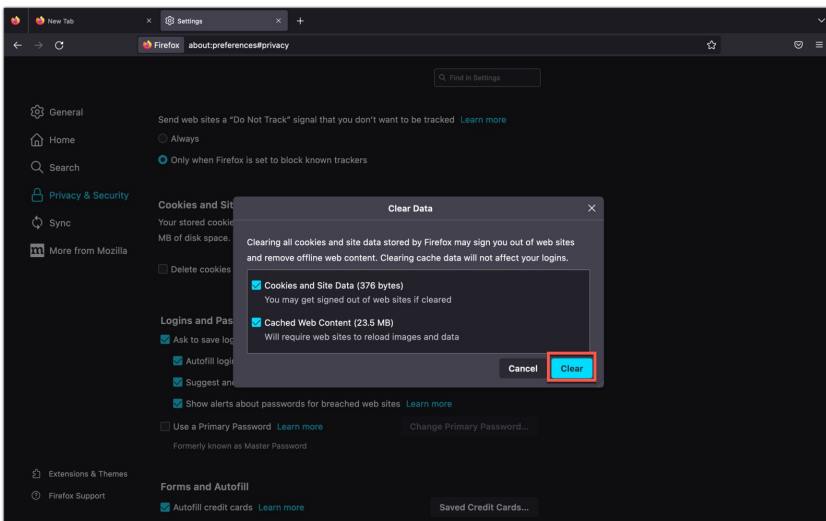 New Tab
Settings
Firefox about:preferences#privacy
Find in Settings
General
Home
Search
Privacy & Security
Sync
More from Mozilla
Extensions & Themes
Firefox Support
Send web sites a “Do Not Track” signal that you don’t want to be tracked Learn more
Always
Only when Firefox is set to block known trackers
Cookies and Sit
Your stored cookie
MB of disk space.
Delete cookies
Clear Data
Clearing all cookies and site data stored by Firefox may sign you out of web sites
and remove offline web content. Clearing cache data will not affect your logins.
Cookies and Site Data (376 bytes)
You may get signed out of web sites if cleared
Cached Web Content (23.5 MB)
Will require web sites to reload images and data
Cancel Clear
Logins and Pas
Ask to save log
Autofill logi
Suggest an
Show alerts about passwords for breached web sites Learn more
Use a Primary Password Learn more Change Primary Password...
Formerly known as Master Password
Forms and Autofill
Autofill credit cards Learn more Saved Credit Cards...